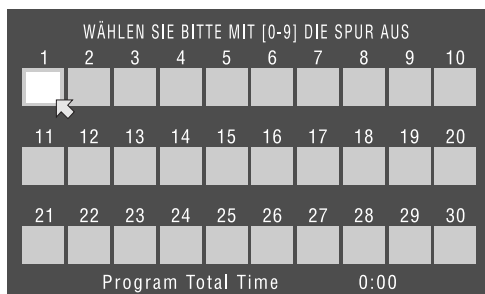 WÄHLEN SIE BITTE MIT [0-9] DIE SPUR AUS
1 2 3 4 5 6 7 8 9 10
11 12 13 14 15 16 17 18 19 20
21 22 23 24 25 26 27 28 29 30
Program Total Time 0:00